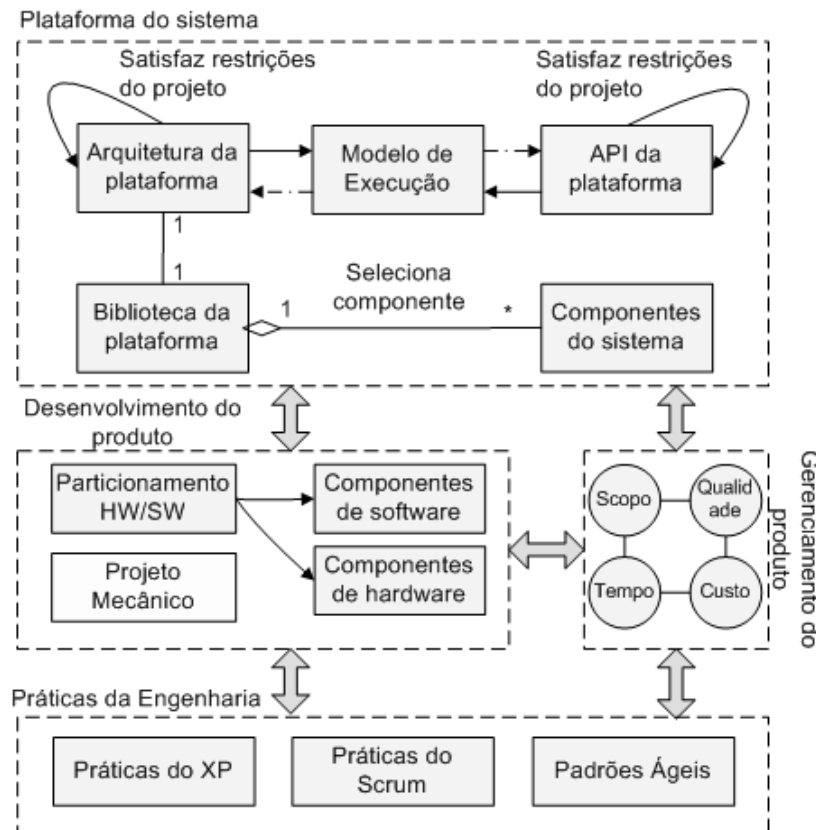 Plataforma do sistema
Satisfaz restrições
do projeto
Satisfaz restrições
do projeto
Arquitetura da
plataforma
Modelo de
Execução
API da
plataforma
1
1
Biblioteca da
plataforma
1
Seleciona
componente
*
Componentes
do sistema
Desenvolvimento do
produto
Particionamento
HW/SW
Componentes
de software
Projeto
Mecânico
Componentes
de hardware
Scopo
Qualid
ade
Tempo
Custo
Gerenciamento do
produto
Práticas da Engenharia
Práticas do XP
Práticas do
Scrum
Padrões Ágeis